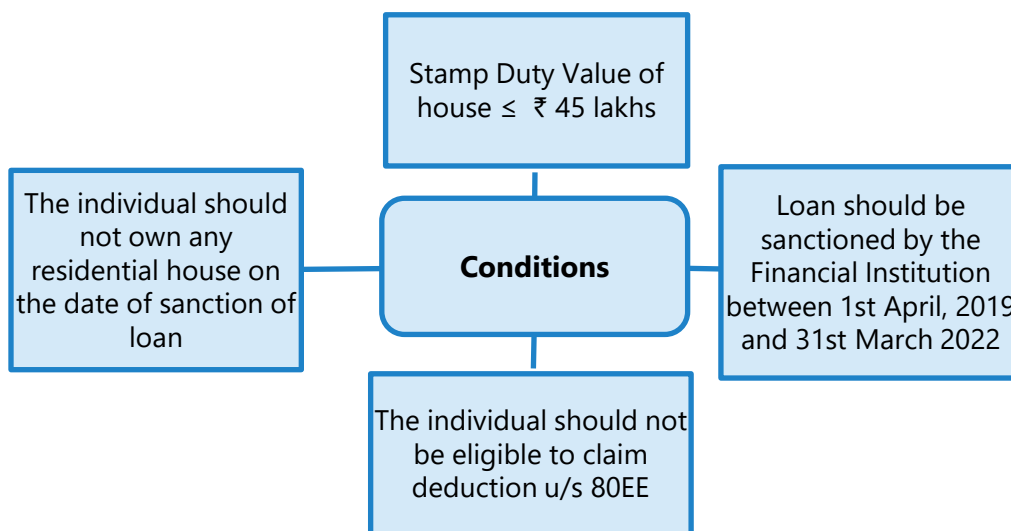 Stamp Duty Value of
house ≤ ₹ 45 lakhs
The individual should
not own any
residential house on
the date of sanction of
loan
Conditions
Loan should be
sanctioned by the
Financial Institution
between 1st April, 2019
and 31st March 2022
The individual should not
be eligible to claim
deduction u/s 80EE